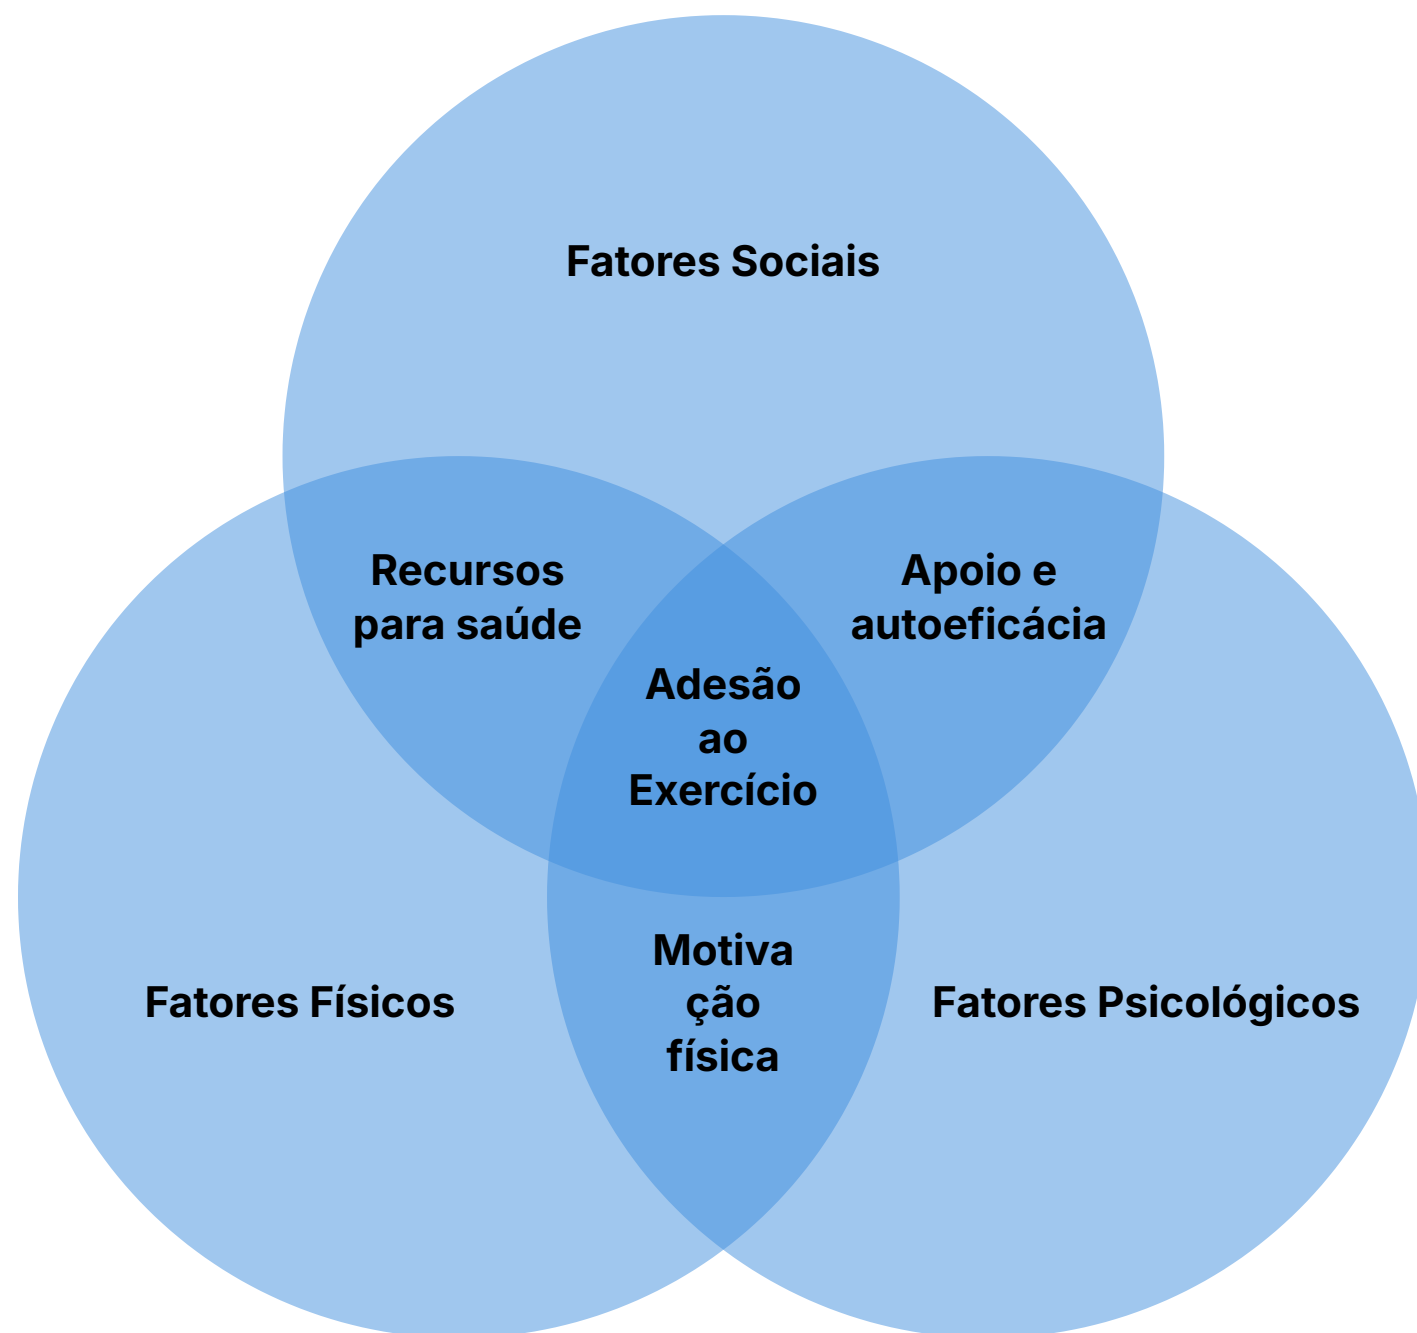 Fatores Sociais
Recursos
para saúde
Apoio e
autoeficácia
Adesão
ao
Exercício
Fatores Físicos
Motiva
ção
física
Fatores Psicológicos